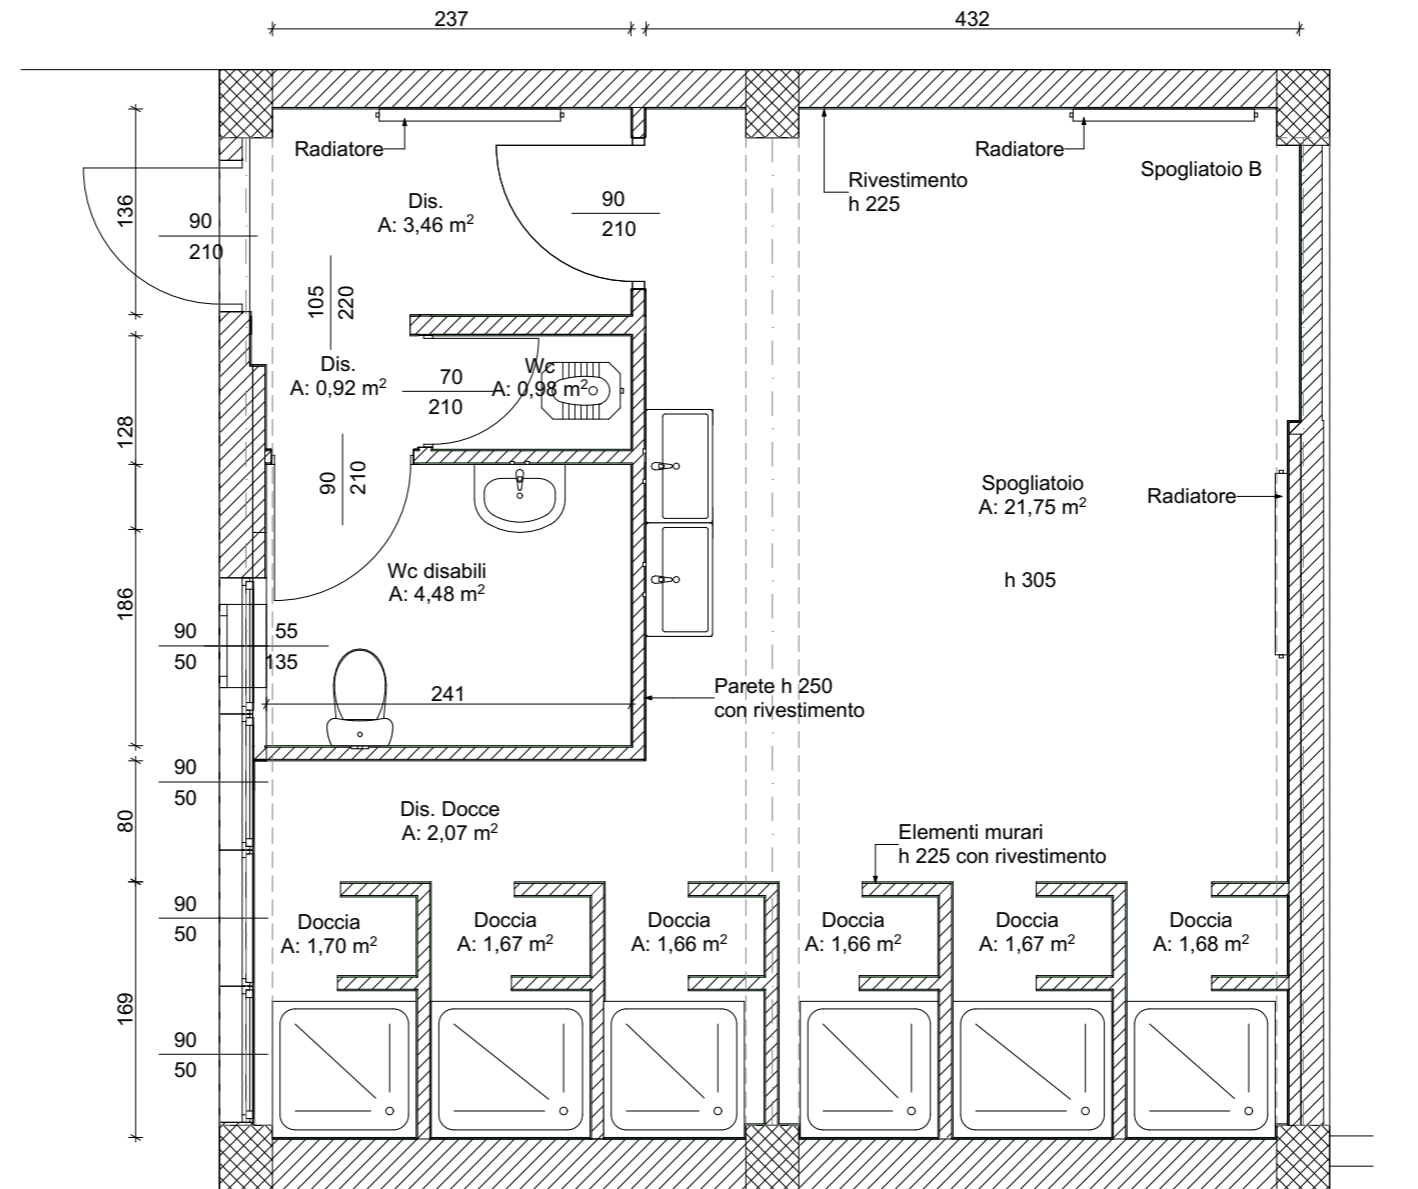 237
432
Radiatore
Radiatore
Spogliatoio B
Rivestimento
h 225
136
90
210
Dis.
A: 3,46 m²
90
210
105
220
Dis.
A: 0,92 m²
70
210
Wc
A: 0,98 m²
128
90
210
Spogliatoio
A: 21,75 m²
Radiatore
Wc disabili
A: 4,48 m²
h 305
186
90
50
55
135
241
Parete h 250
con rivestimento
90
50
80
Dis. Docce
A: 2,07 m²
Elementi murari
h 225 con rivestimento
90
50
Doccia
A: 1,70 m²
Doccia
A: 1,67 m²
Doccia
A: 1,66 m²
Doccia
A: 1,66 m²
Doccia
A: 1,67 m²
Doccia
A: 1,68 m²
169
90
50